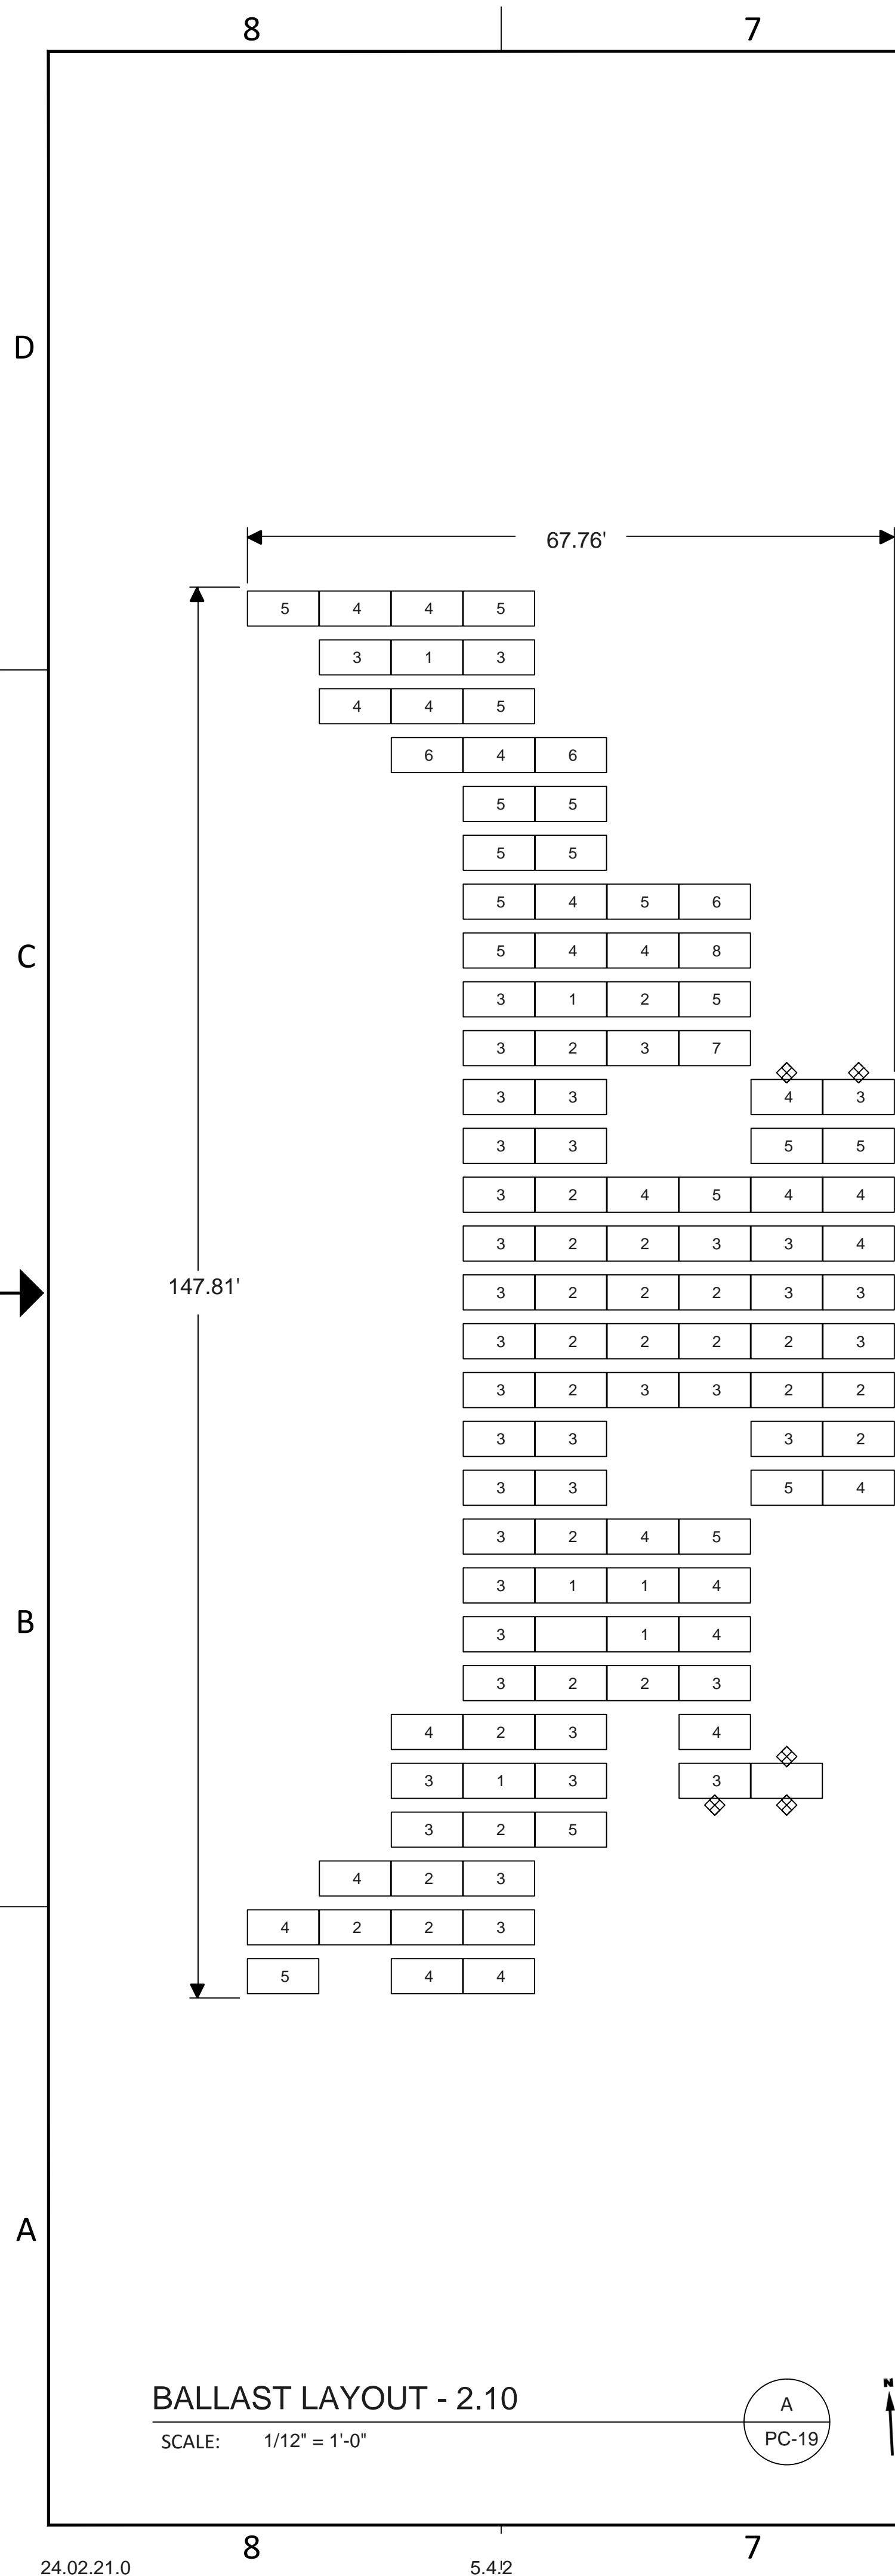 8 7
D
67.76'
5 4 4 5
3 1 3
4 4 5
6 4 6
5 5
5 5
5 4 5 6
C
5 4 4 8
3 1 2 5
3 2 3 7
3 3 4 3
3 3 5 5
3 2 4 5 4 4
3 2 2 3 3 4
147.81'
3 2 2 2 3 3
3 2 2 2 2 3
3 2 3 3 2 2
3 3 3 2
3 3 5 4
3 2 4 5
3 1 1 4
B
3 1 4
3 2 2 3
4 2 3 4
3 1 3 3
3 2 5
4 2 3
4 2 2 3
5 4 4
A
N
BALLAST LAYOUT - 2.10
A
SCALE: 1/12" = 1'-0"
PC-19
8 7
24.02.21.0 5.4.2